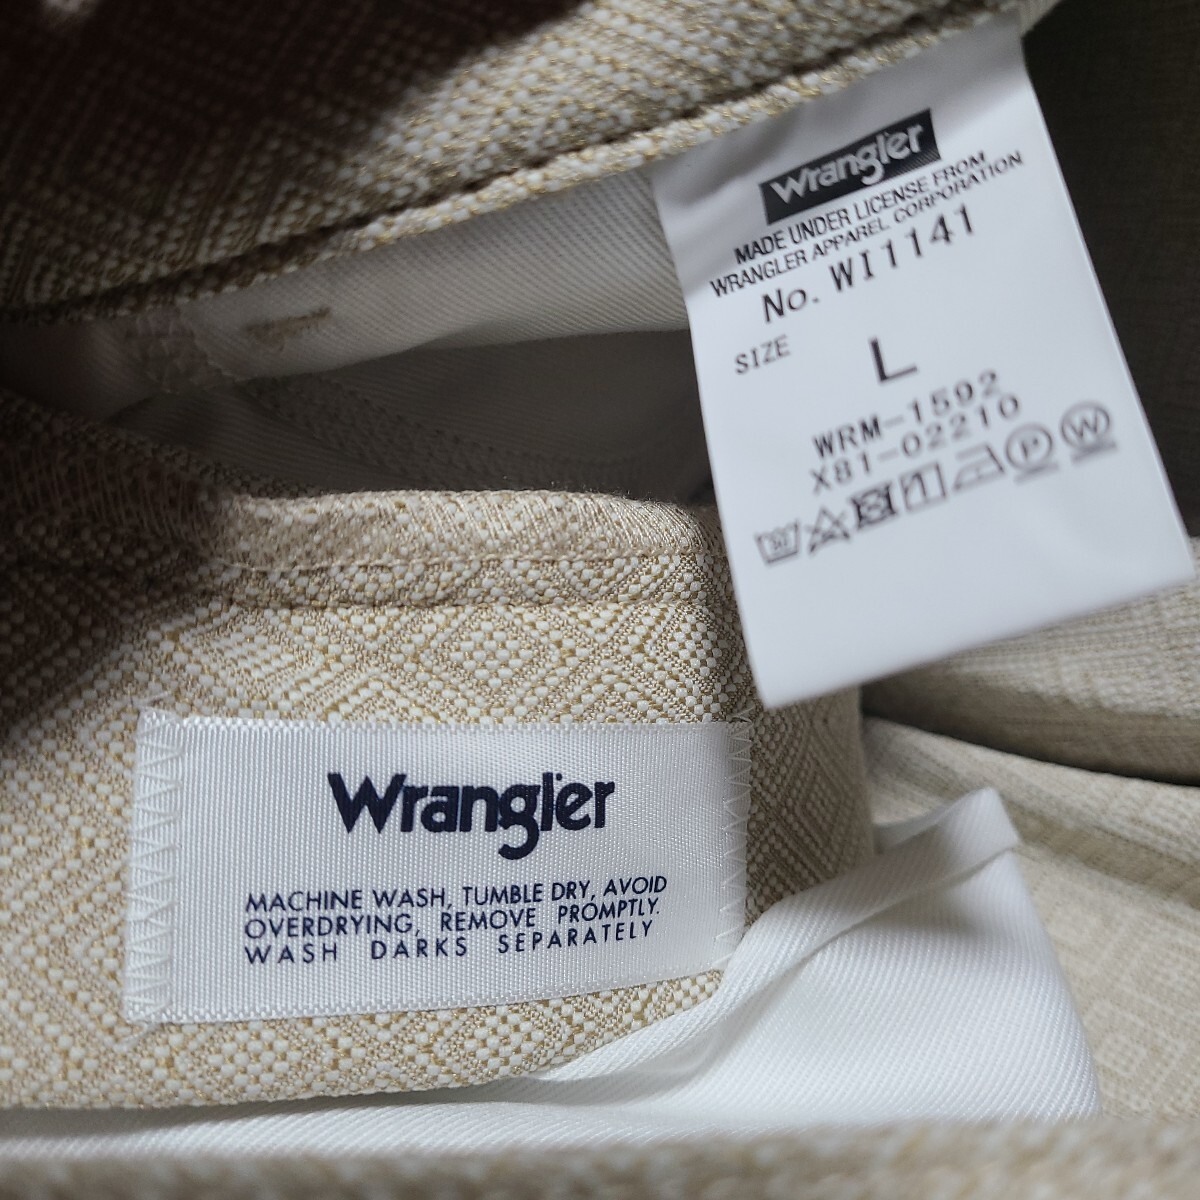 Wrangler
MADE UNDER LICENSE FROM
WRANGLER APPAREL CORPORATION
No. WI1141
SIZE L
WRM-1592
X81-02210
P W
Wrangler
MACHINE WASH, TUMBLE DRY, AVOID
OVERDRYING, REMOVE PROMPTLY.
WASH DARKS SEPARATELY